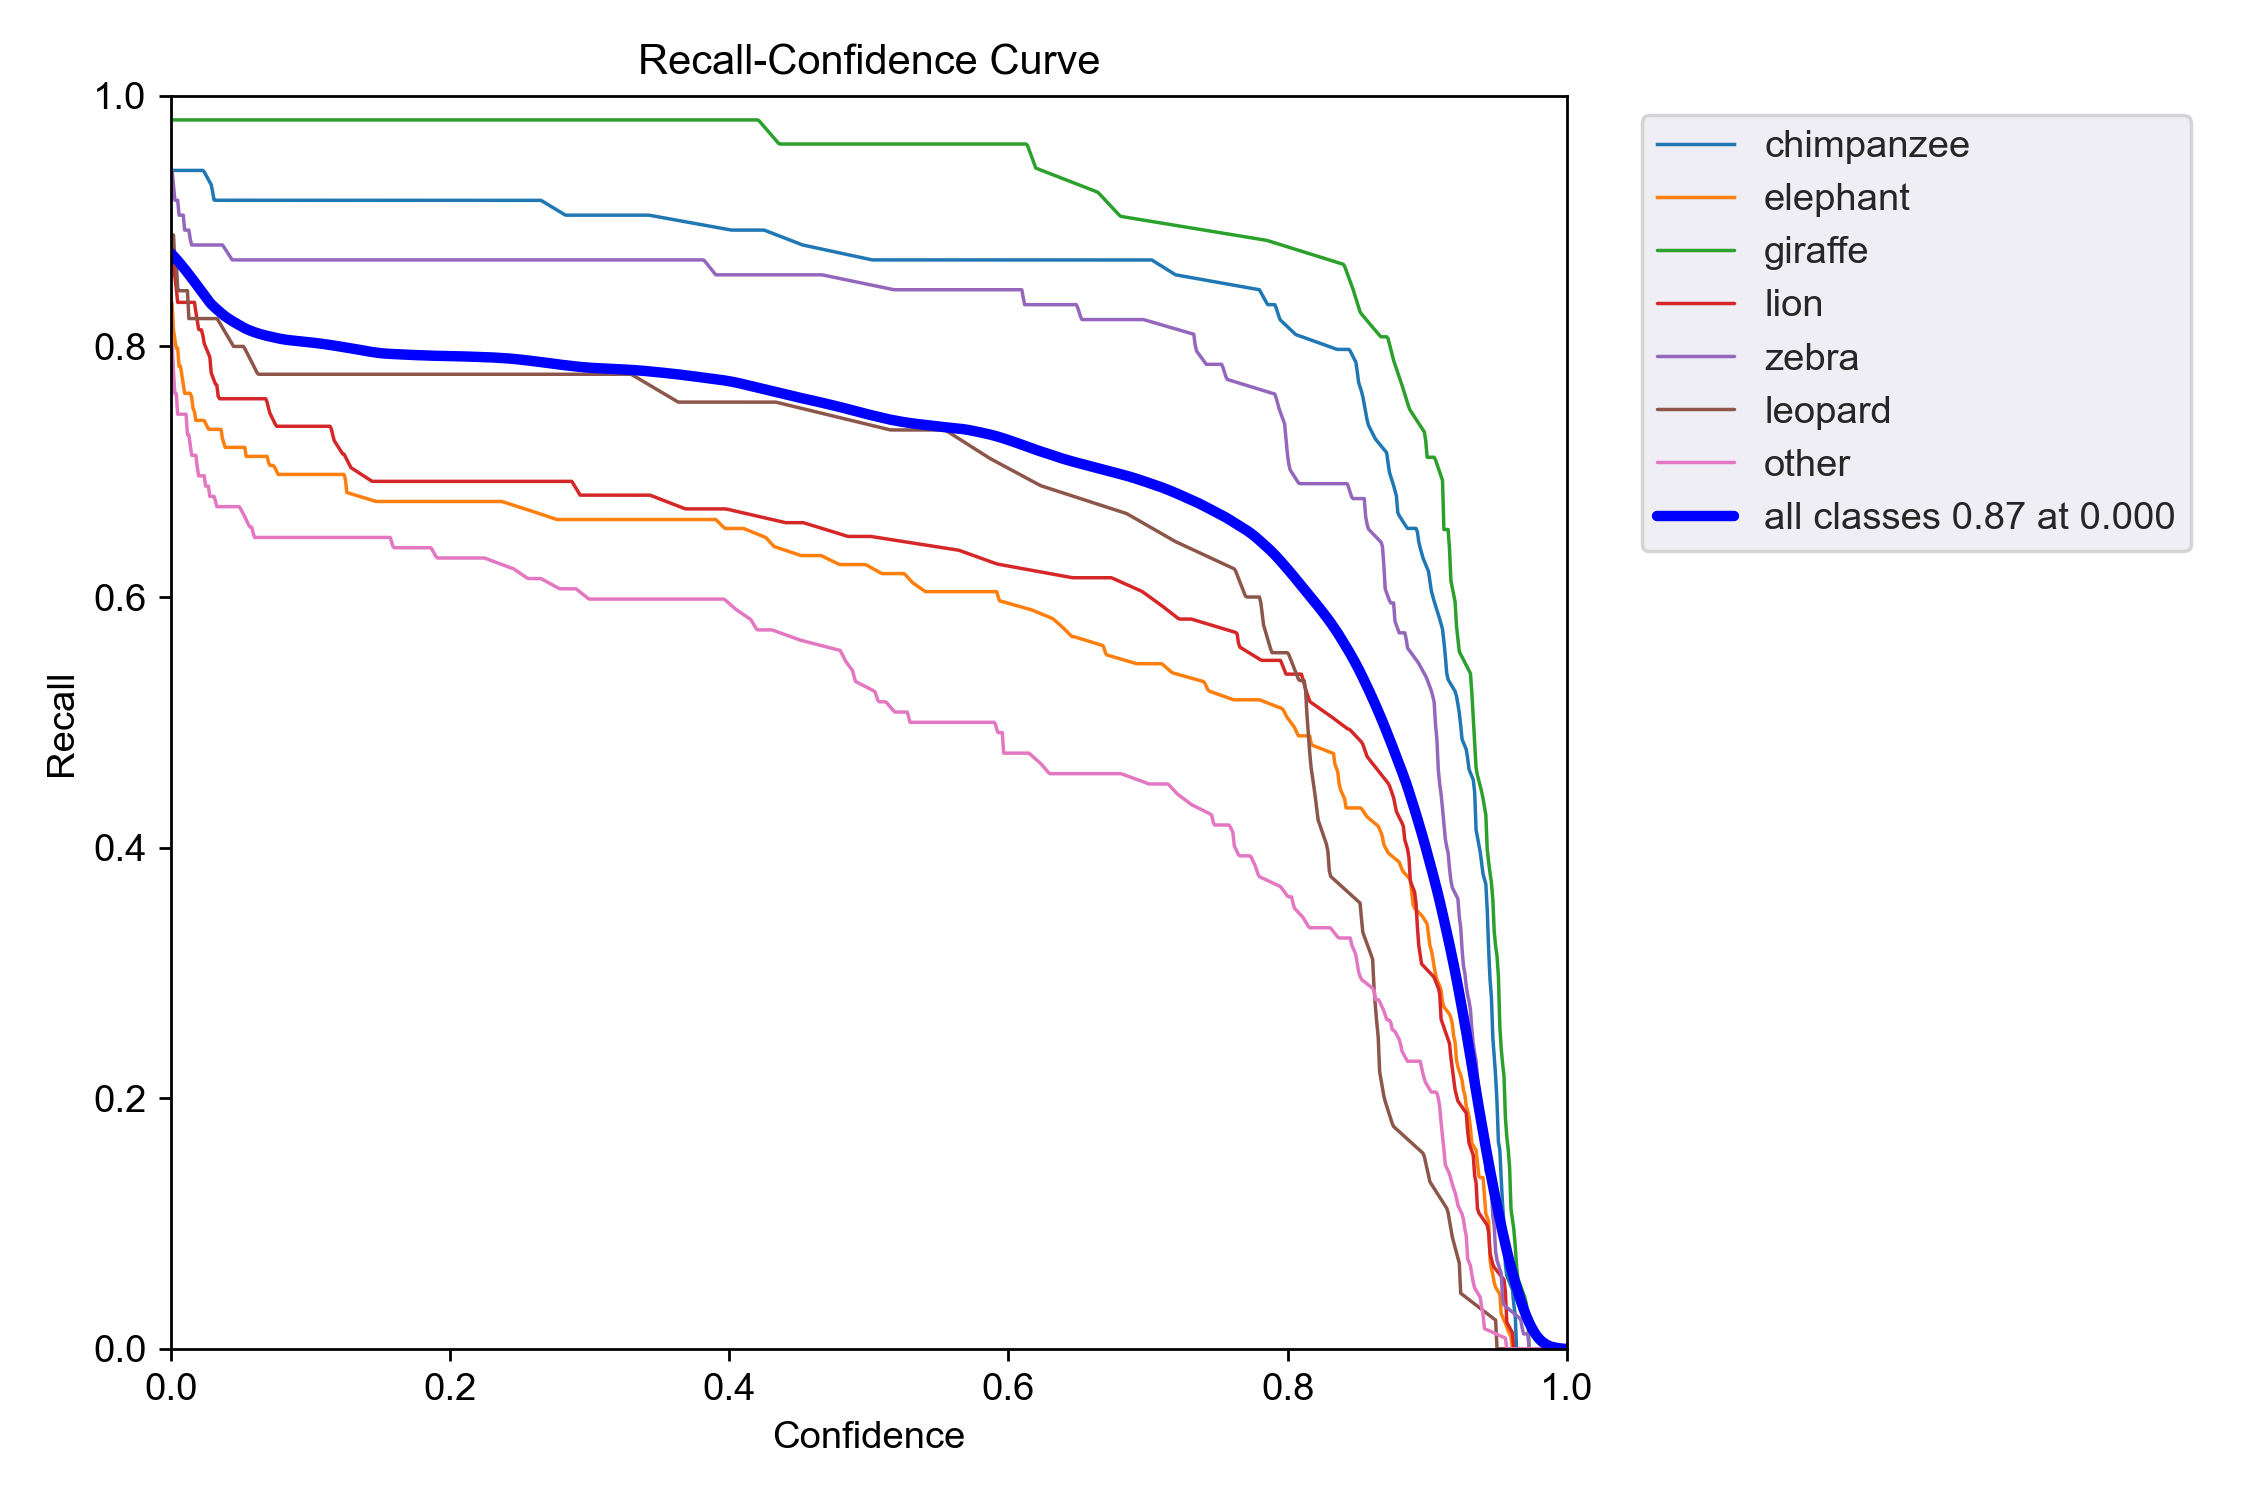 Recall-Confidence Curve
1.0
0.8
0.6
0.4
0.2
0.0
Recall
0.0 0.2 0.4 0.6 0.8 1.0
Confidence
chimpanzee
elephant
giraffe
lion
zebra
leopard
other
all classes 0.87 at 0.000